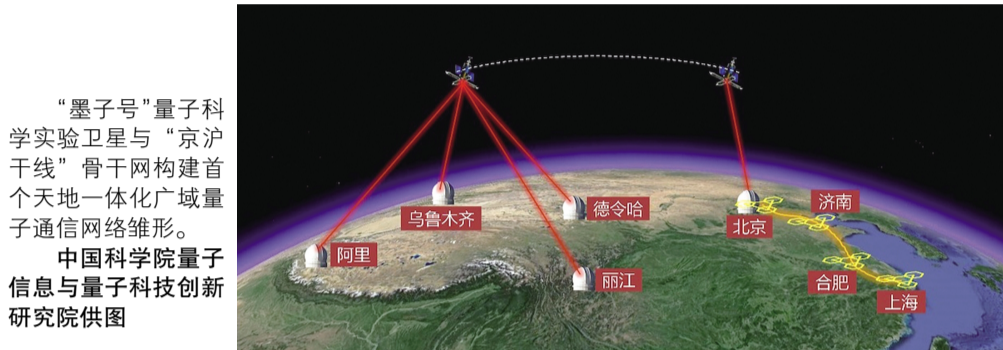 “墨子号”量子科
学实验卫星与“京沪
干线”骨干网构建首
个天地一体化广域量
子通信网络雏形。
中国科学院量子
信息与量子科技创新
研究院供图
乌鲁木齐
德令哈
阿里
丽江
北京
济南
合肥
上海